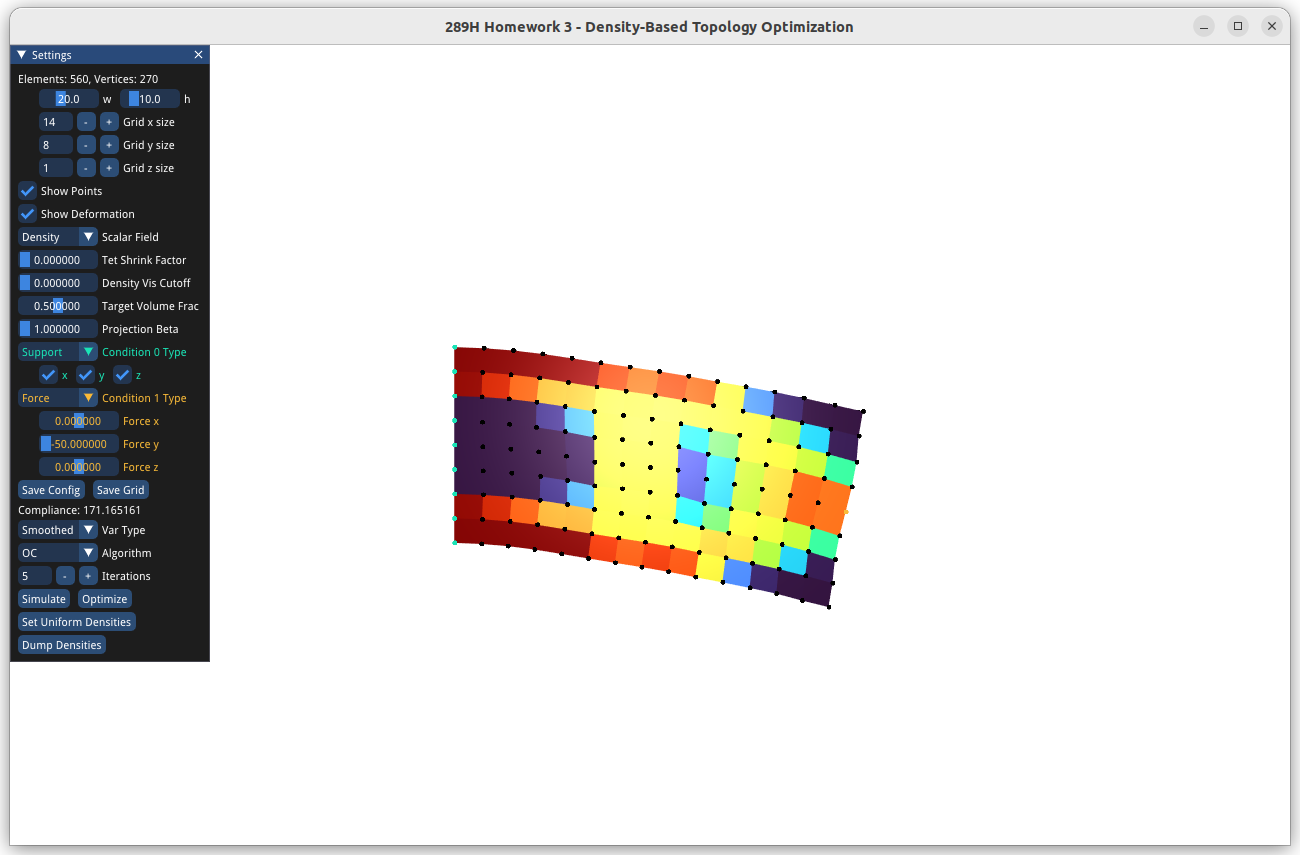 289H Homework 3 - Density-Based Topology Optimization
Settings
Elements: 560, Vertices: 270
20.0 w 10.0 h
14 - + Grid x size
8 - + Grid y size
1 - + Grid z size
Show Points
Show Deformation
Density Scalar Field
0.000000 Tet Shrink Factor
0.000000 Density Vis Cutoff
0.500000 Target Volume Frac
1.000000 Projection Beta
Support Condition 0 Type
x y z
Force Condition 1 Type
0.000000 Force x
-50.000000 Force y
0.000000 Force z
Save Config Save Grid
Compliance: 171.165161
Smoothed Var Type
OC Algorithm
5 - + Iterations
Simulate Optimize
Set Uniform Densities
Dump Densities